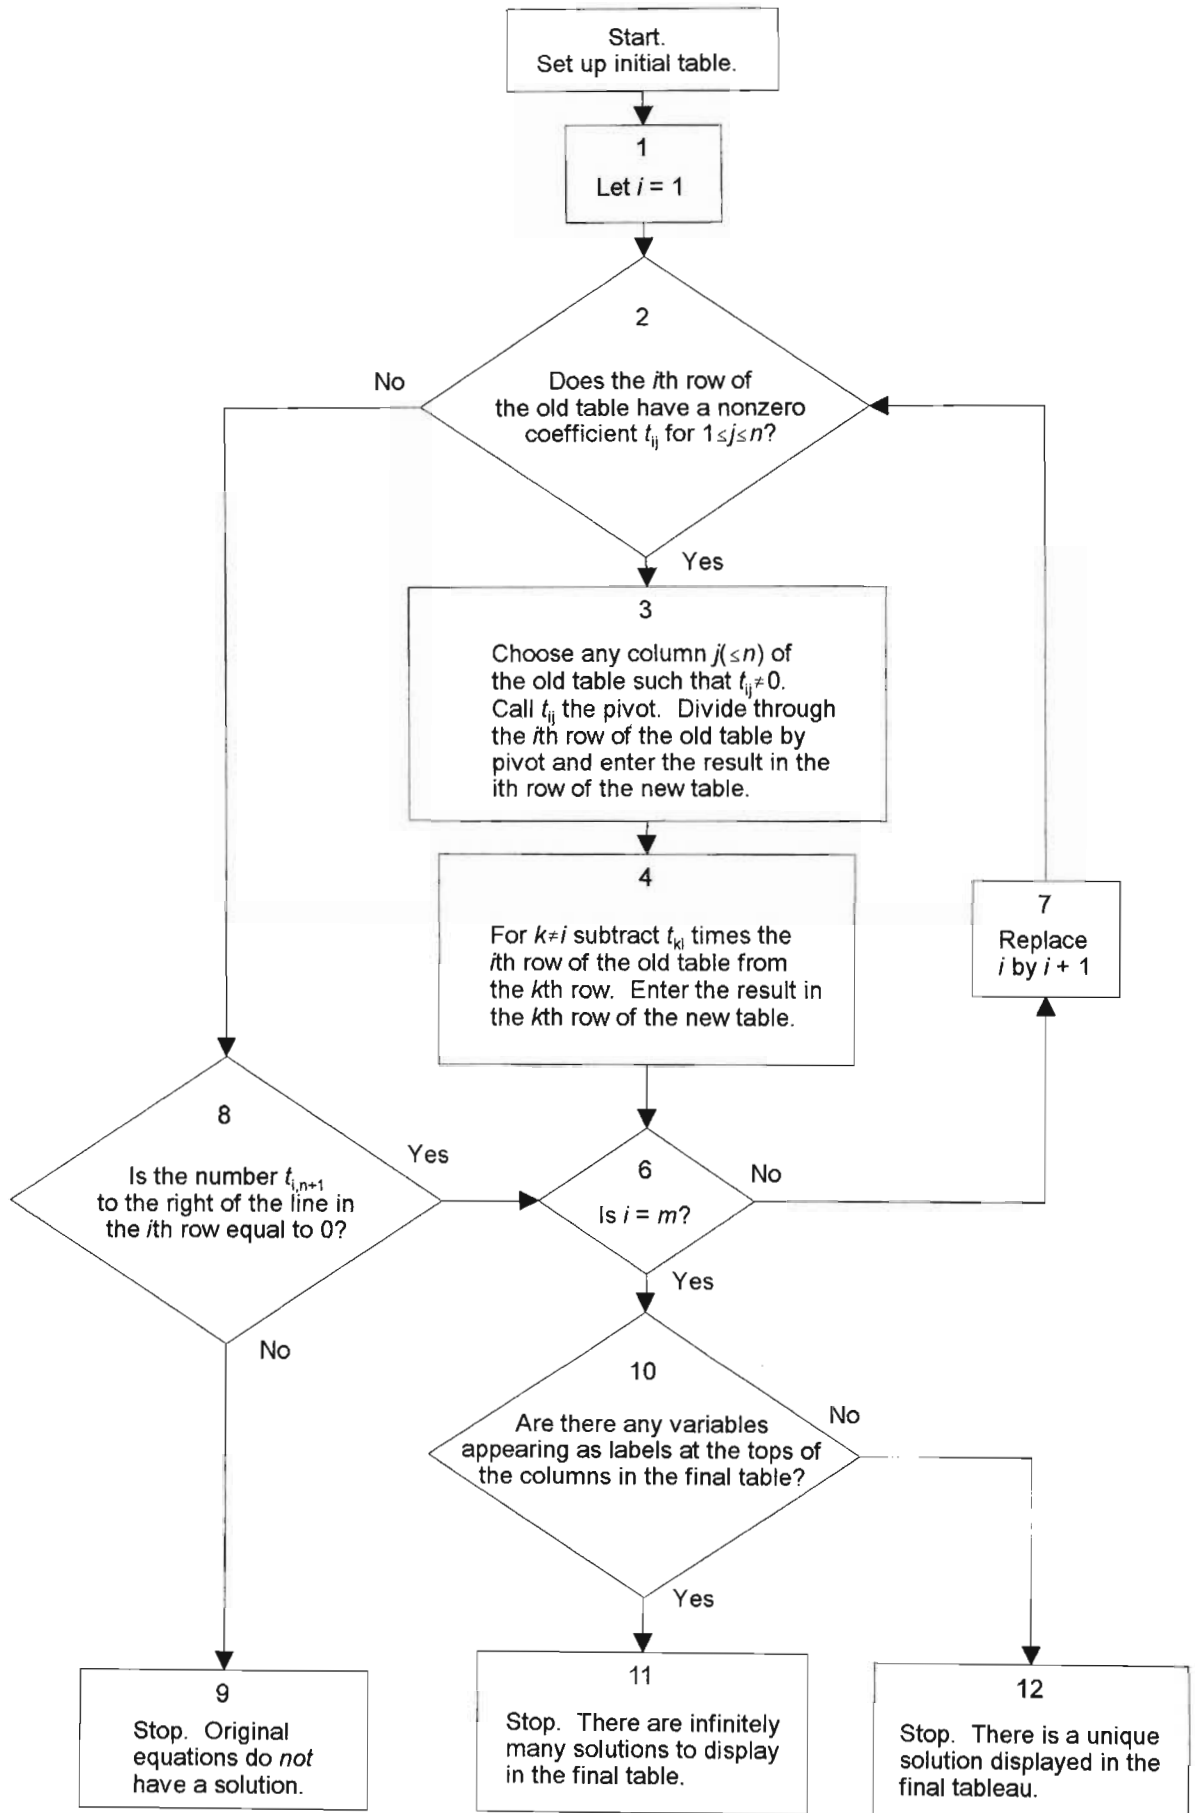 Start.
Set up initial table.
1
Let i = 1
2
Does the ith row of
the old table have a nonzero
coefficient t_ij for 1≤j≤n?
No
Yes
3
Choose any column j(≤n) of
the old table such that t_ij≠0.
Call t_ij the pivot. Divide through
the ith row of the old table by
pivot and enter the result in the
ith row of the new table.
4
For k≠i subtract t_kj times the
ith row of the old table from
the kth row. Enter the result in
the kth row of the new table.
7
Replace
i by i + 1
8
Is the number t_i,n+1
to the right of the line in
the ith row equal to 0?
Yes
No
6
Is i = m?
No
Yes
10
Are there any variables
appearing as labels at the tops of
the columns in the final table?
No
Yes
9
Stop. Original
equations do not
have a solution.
11
Stop. There are infinitely
many solutions to display
in the final table.
12
Stop. There is a unique
solution displayed in the
final tableau.